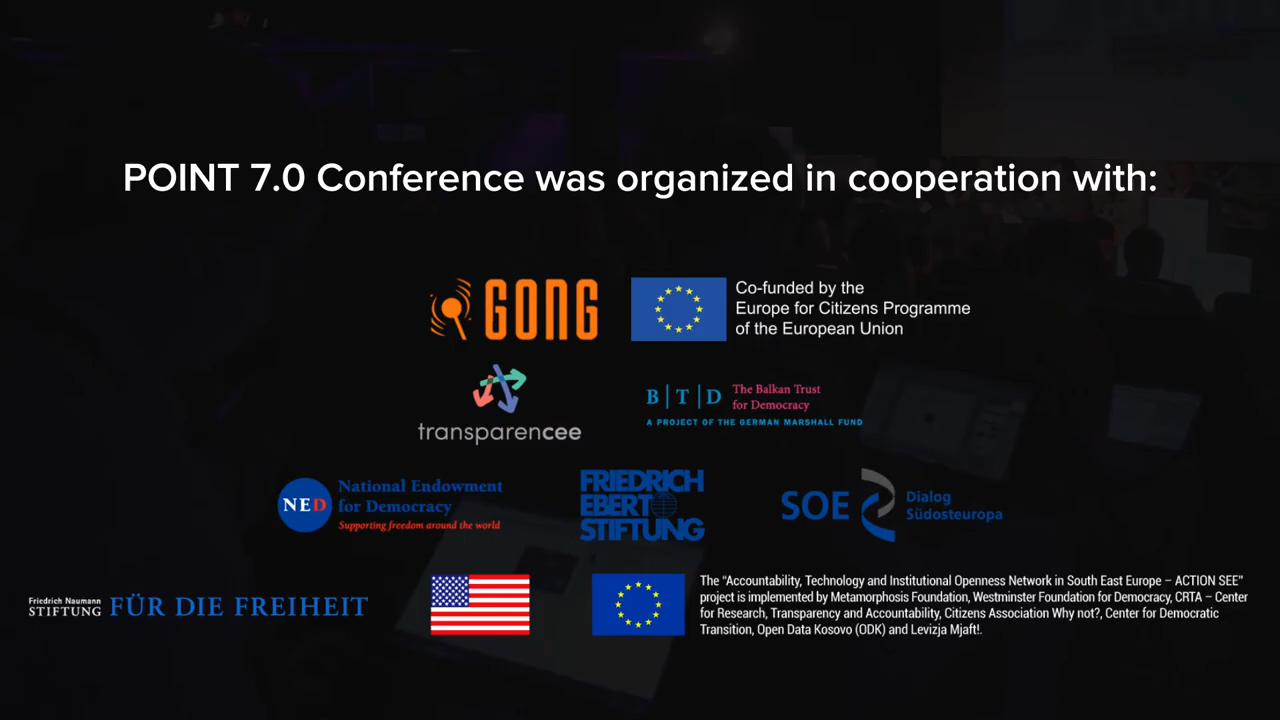 POINT 7.0 Conference was organized in cooperation with:
GONG
Co-funded by the
Europe for Citizens Programme
of the European Union
transparencee
B|T|D
The Balkan Trust
for Democracy
A PROJECT OF THE GERMAN MARSHALL FUND
NED
National Endowment
for Democracy
Supporting freedom around the world
FRIEDRICH
EBERT
STIFTUNG
SOE
Dialog
Südosteuropa
Friedrich Naumann
STIFTUNG FÜR DIE FREIHEIT
The "Accountability, Technology and Institutional Openness Network in South East Europe – ACTION SEE"
project is implemented by Metamorphosis Foundation, Westminster Foundation for Democracy, CRTA – Center
for Research, Transparency and Accountability, Citizens Association Why not?, Center for Democratic
Transition, Open Data Kosovo (ODK) and Levizja Mjaft!.